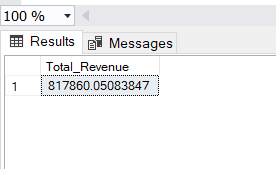 100 %
Results Messages
Total_Revenue
1 817860.05083847